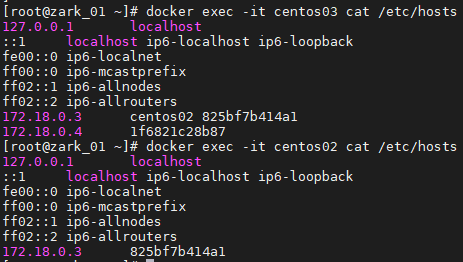 [root@zark_01 ~]# docker exec -it centos03 cat /etc/hosts
127.0.0.1 localhost
::1 localhost ip6-localhost ip6-loopback
fe00::0 ip6-localnet
ff00::0 ip6-mcastprefix
ff02::1 ip6-allnodes
ff02::2 ip6-allrouters
172.18.0.3 centos02 825bf7b414a1
172.18.0.4 1f6821c28b87
[root@zark_01 ~]# docker exec -it centos02 cat /etc/hosts
127.0.0.1 localhost
::1 localhost ip6-localhost ip6-loopback
fe00::0 ip6-localnet
ff00::0 ip6-mcastprefix
ff02::1 ip6-allnodes
ff02::2 ip6-allrouters
172.18.0.3 825bf7b414a1